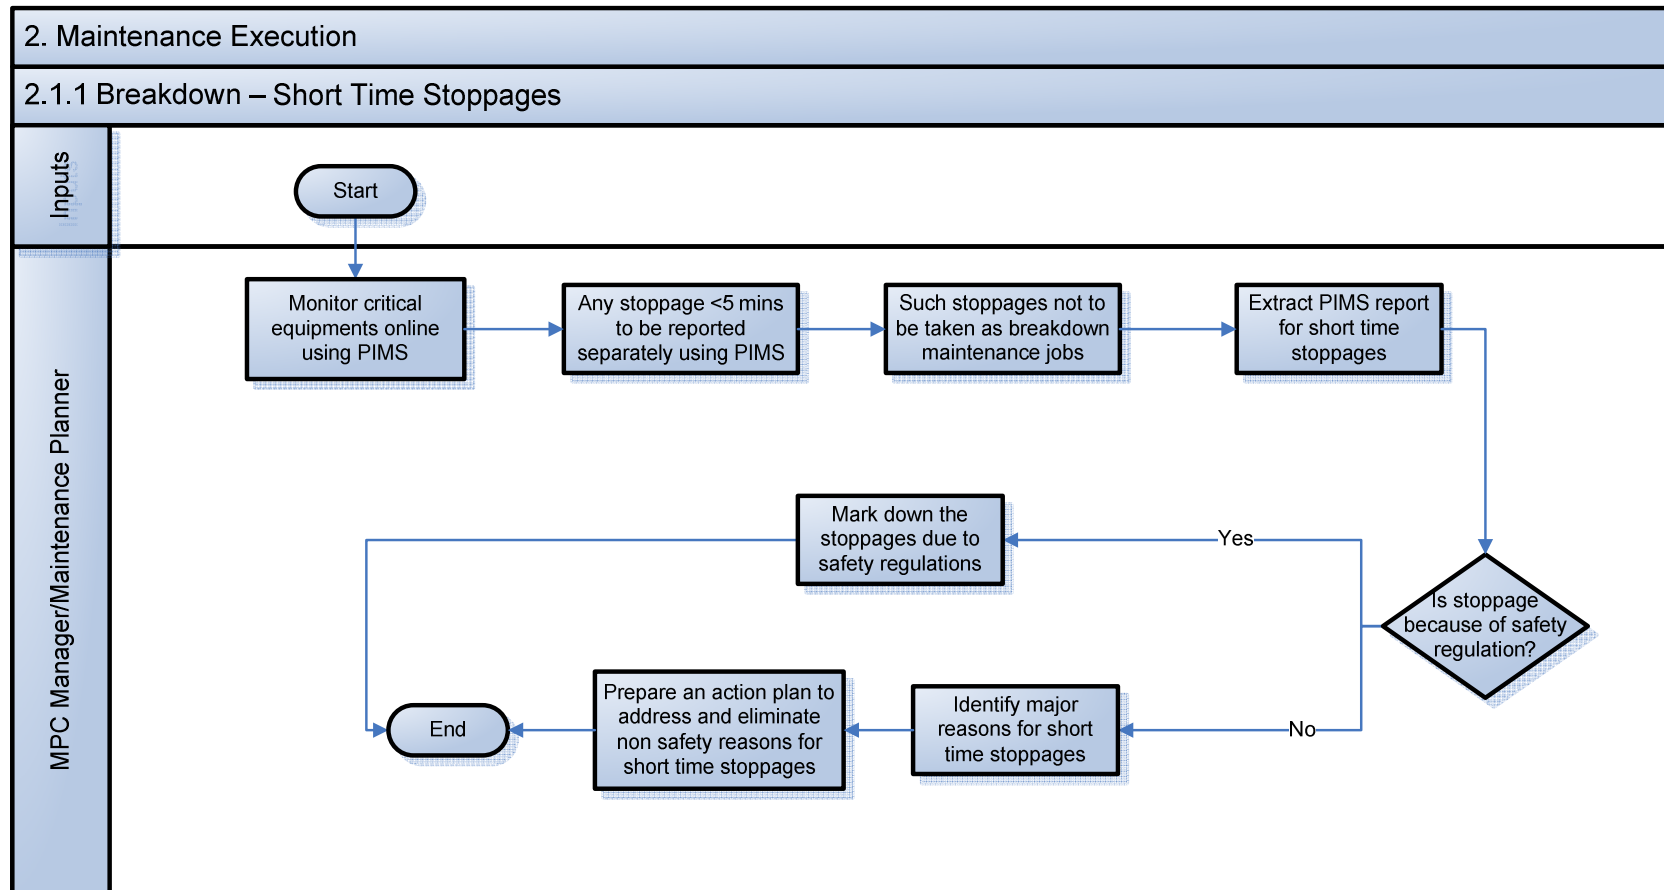 2. Maintenance Execution
2.1.1 Breakdown – Short Time Stoppages
Inputs
Start
MPC Manager/Maintenance Planner
Monitor critical
equipments online
using PIMS
Any stoppage <5 mins
to be reported
separately using PIMS
Such stoppages not to
be taken as breakdown
maintenance jobs
Extract PIMS report
for short time
stoppages
Is stoppage
because of safety
regulation?
Yes
Mark down the
stoppages due to
safety regulations
No
Identify major
reasons for short
time stoppages
Prepare an action plan to
address and eliminate
non safety reasons for
short time stoppages
End